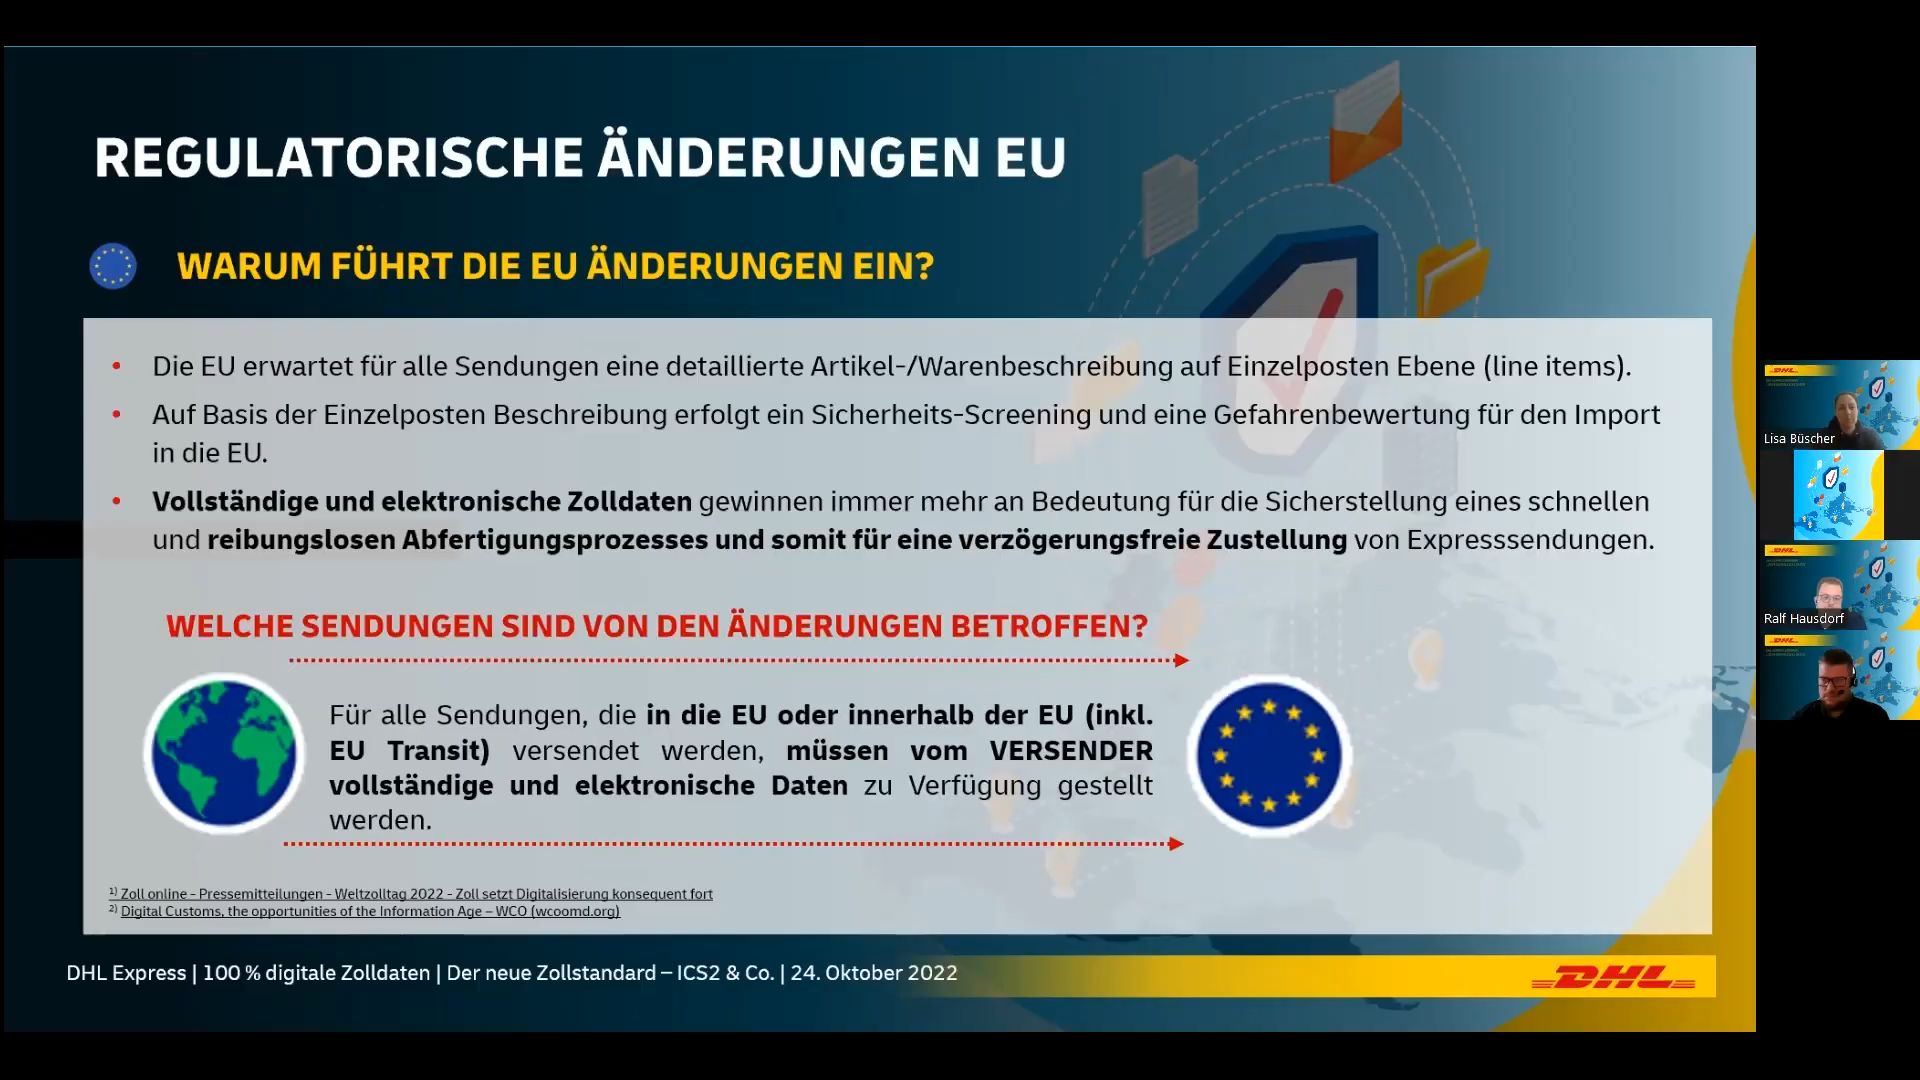 REGULATORISCHE ÄNDERUNGEN EU
WARUM FÜHRT DIE EU ÄNDERUNGEN EIN?
• Die EU erwartet für alle Sendungen eine detaillierte Artikel-/Warenbeschreibung auf Einzelposten Ebene (line items).
• Auf Basis der Einzelposten Beschreibung erfolgt ein Sicherheits-Screening und eine Gefahrenbewertung für den Import
in die EU.
• Vollständige und elektronische Zolldaten gewinnen immer mehr an Bedeutung für die Sicherstellung eines schnellen
und reibungslosen Abfertigungsprozesses und somit für eine verzögerungsfreie Zustellung von Expresssendungen.
WELCHE SENDUNGEN SIND VON DEN ÄNDERUNGEN BETROFFEN?
Für alle Sendungen, die in die EU oder innerhalb der EU (inkl.
EU Transit) versendet werden, müssen vom VERSENDER
vollständige und elektronische Daten zu Verfügung gestellt
werden.
1) Zoll online - Pressemitteilungen - Weltzolltag 2022 - Zoll setzt Digitalisierung konsequent fort
2) Digital Customs, the opportunities of the Information Age – WCO (wcoomd.org)
DHL Express | 100 % digitale Zolldaten | Der neue Zollstandard – ICS2 & Co. | 24. Oktober 2022
DHL
DHL
Lisa Büscher
DHL
Ralf Hausdorf
DHL